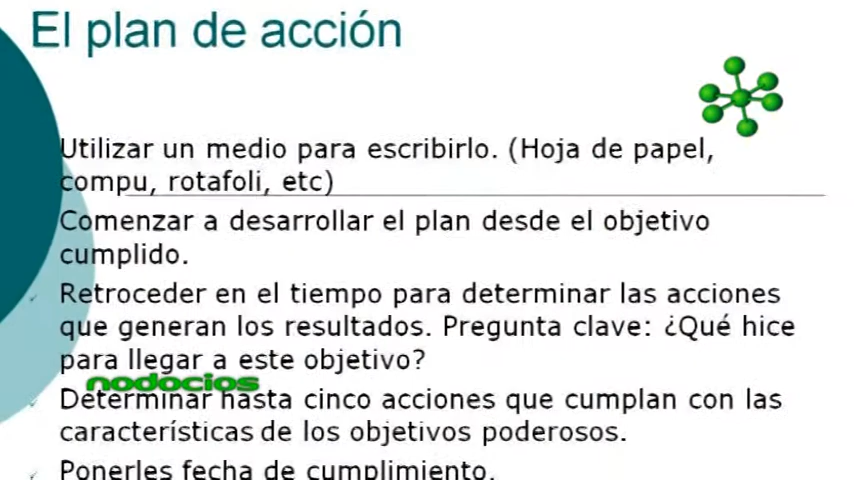 El plan de acción
Utilizar un medio para escribirlo. (Hoja de papel,
compu, rotafoli, etc)
Comenzar a desarrollar el plan desde el objetivo
cumplido.
Retroceder en el tiempo para determinar las acciones
que generan los resultados. Pregunta clave: ¿Qué hice
para llegar a este objetivo?
nodocios
Determinar hasta cinco acciones que cumplan con las
características de los objetivos poderosos.
Ponerles fecha de cumplimiento.